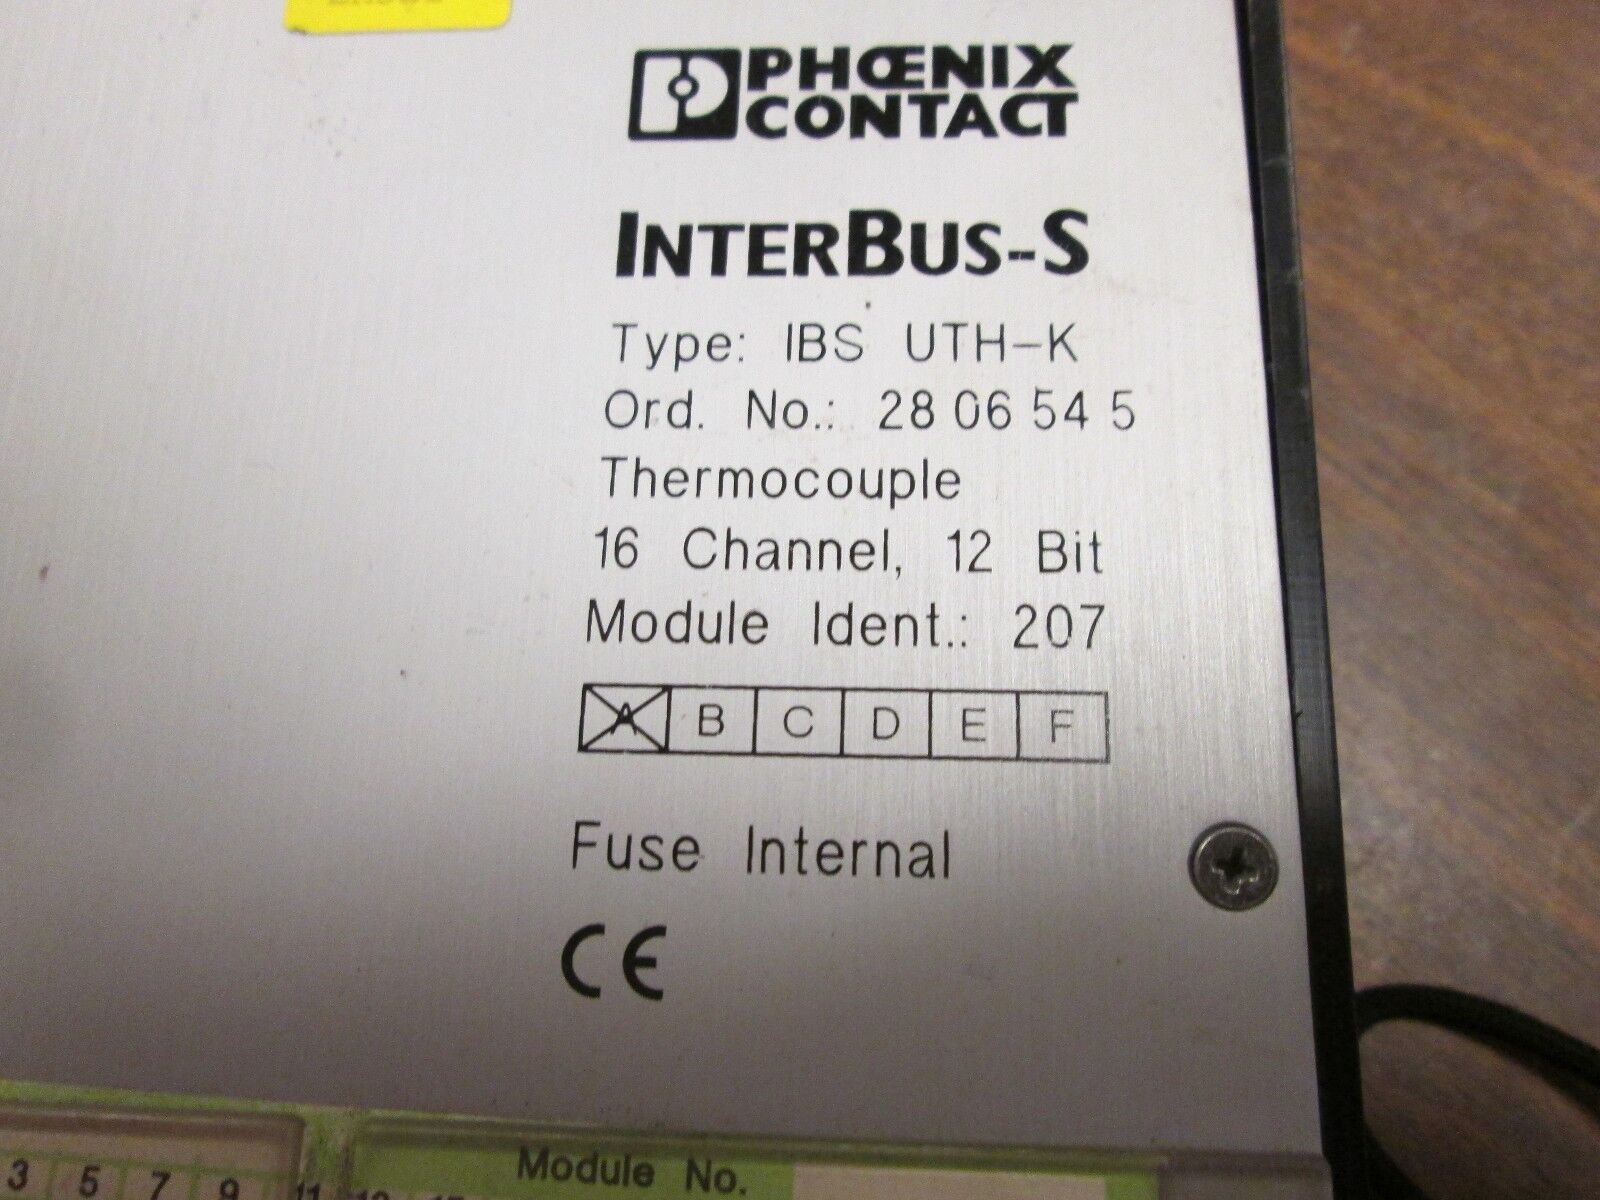 PHŒNIX
CONTACT
INTERBUS-S
Type: IBS UTH-K
Ord. No.: 28 06 54 5
Thermocouple
16 Channel, 12 Bit
Module Ident.: 207
A B C D E F
Fuse Internal
CE
Module No.
3 5 7 9 11